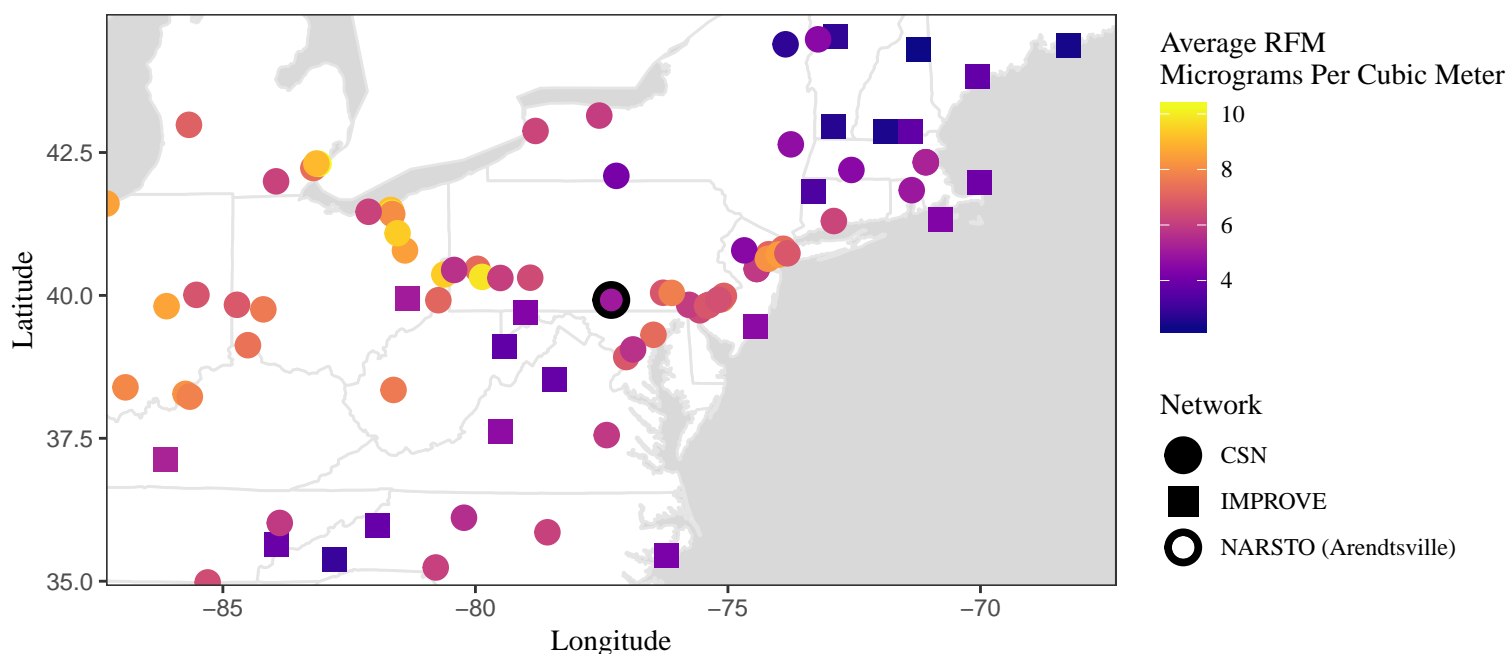 Average RFM
Micrograms Per Cubic Meter
10
8
6
4
Network
CSN
IMPROVE
NARSTO (Arendtsville)
Latitude
42.5
40.0
37.5
35.0
−85
−80
−75
−70
Longitude